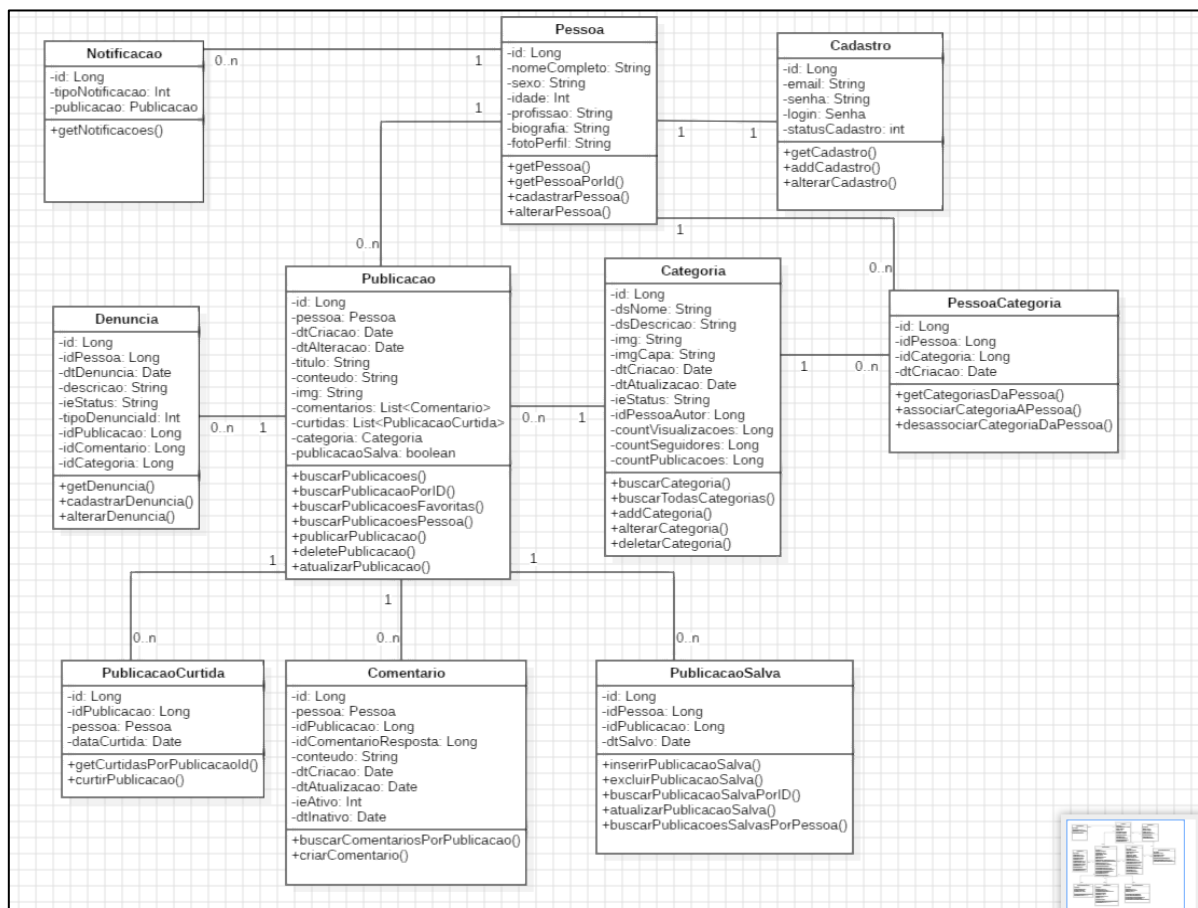 Notificacao
-id: Long
-tipoNotificacao: Int
-publicacao: Publicacao
+getNotificacoes()
0..n
1
Pessoa
-id: Long
-nomeCompleto: String
-sexo: String
-idade: Int
-profissao: String
-biografia: String
-fotoPerfil: String
+getPessoa()
+getPessoaPorId()
+cadastrarPessoa()
+alterarPessoa()
1
1
1
Cadastro
-id: Long
-email: String
-senha: String
-login: Senha
-statusCadastro: int
+getCadastro()
+addCadastro()
+alterarCadastro()
1
0..n
0..n
Denuncia
-id: Long
-idPessoa: Long
-dtDenuncia: Date
-descricao: String
-ieStatus: String
-tipoDenunciaId: Int
-idPublicacao: Long
-idComentario: Long
-idCategoria: Long
+getDenuncia()
+cadastrarDenuncia()
+alterarDenuncia()
0..n
1
Publicacao
-id: Long
-pessoa: Pessoa
-dtCriacao: Date
-dtAlteracao: Date
-titulo: String
-conteudo: String
-img: String
-comentarios: List<Comentario>
-curtidas: List<PublicacaoCurtida>
-categoria: Categoria
-publicacaoSalva: boolean
+buscarPublicacoes()
+buscarPublicacaoPorID()
+buscarPublicacoesFavoritas()
+buscarPublicacoesPessoa()
+publicarPublicacao()
+deletePublicacao()
+atualizarPublicacao()
0..n
1
Categoria
-id: Long
-dsNome: String
-dsDescricao: String
-img: String
-imgCapa: String
-dtCriacao: Date
-dtAtualizacao: Date
-ieStatus: String
-idPessoaAutor: Long
-countVisualizacoes: Long
-countSeguidores: Long
-countPublicacoes: Long
+buscarCategoria()
+buscarTodasCategorias()
+addCategoria()
+alterarCategoria()
+deletarCategoria()
1
0..n
PessoaCategoria
-id: Long
-idPessoa: Long
-idCategoria: Long
-dtCriacao: Date
+getCategoriasDaPessoa()
+associarCategoriaAPessoa()
+desassociarCategoriaDaPessoa()
1
1
1
0..n
0..n
0..n
PublicacaoCurtida
-id: Long
-idPublicacao: Long
-pessoa: Pessoa
-dataCurtida: Date
+getCurtidasPorPublicacaoId()
+curtirPublicacao()
Comentario
-id: Long
-pessoa: Pessoa
-idPublicacao: Long
-idComentarioResposta: Long
-conteudo: String
-dtCriacao: Date
-dtAtualizacao: Date
-ieAtivo: Int
-dtInativo: Date
+buscarComentariosPorPublicacao()
+criarComentario()
PublicacaoSalva
-id: Long
-idPessoa: Long
-idPublicacao: Long
-dtSalvo: Date
+inserirPublicacaoSalva()
+excluirPublicacaoSalva()
+buscarPublicacaoSalvaPorID()
+atualizarPublicacaoSalva()
+buscarPublicacoesSalvasPorPessoa()